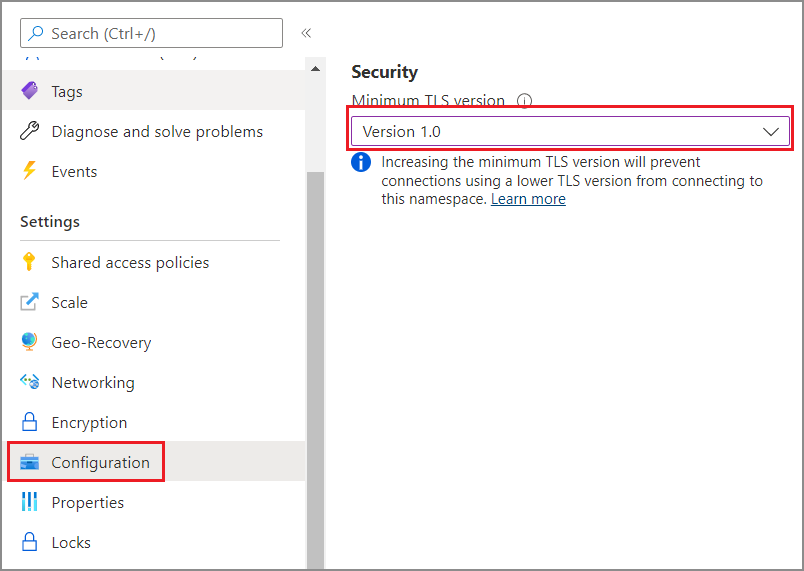 Search (Ctrl+/)
«
Tags
Diagnose and solve problems
Events
Settings
Shared access policies
Scale
Geo-Recovery
Networking
Encryption
Configuration
Properties
Locks
Security
Minimum TLS version
Version 1.0
Increasing the minimum TLS version will prevent
connections using a lower TLS version from connecting to
this namespace. Learn more